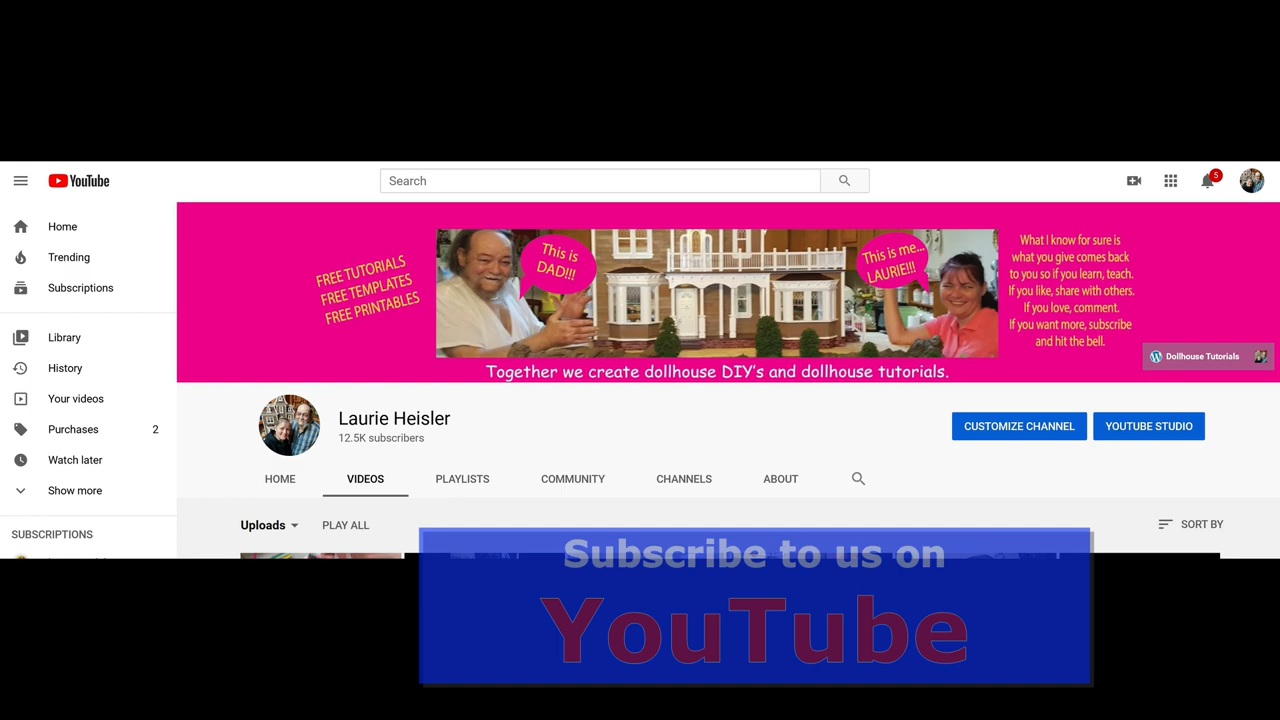 YouTube
Search
5
Home
Trending
Subscriptions
Library
History
Your videos
Purchases 2
Watch later
Show more
SUBSCRIPTIONS
FREE TUTORIALS
FREE TEMPLATES
FREE PRINTABLES
This is
DAD!!!
This is me...
LAURIE!!!
What I know for sure is
what you give comes back
to you so if you learn, teach.
If you like, share with others.
If you love, comment.
If you want more, subscribe
and hit the bell.
Dollhouse Tutorials
Together we create dollhouse DIY's and dollhouse tutorials.
Laurie Heisler
12.5K subscribers
CUSTOMIZE CHANNEL
YOUTUBE STUDIO
HOME VIDEOS PLAYLISTS COMMUNITY CHANNELS ABOUT
Uploads PLAY ALL SORT BY
Subscribe to us on
YouTube